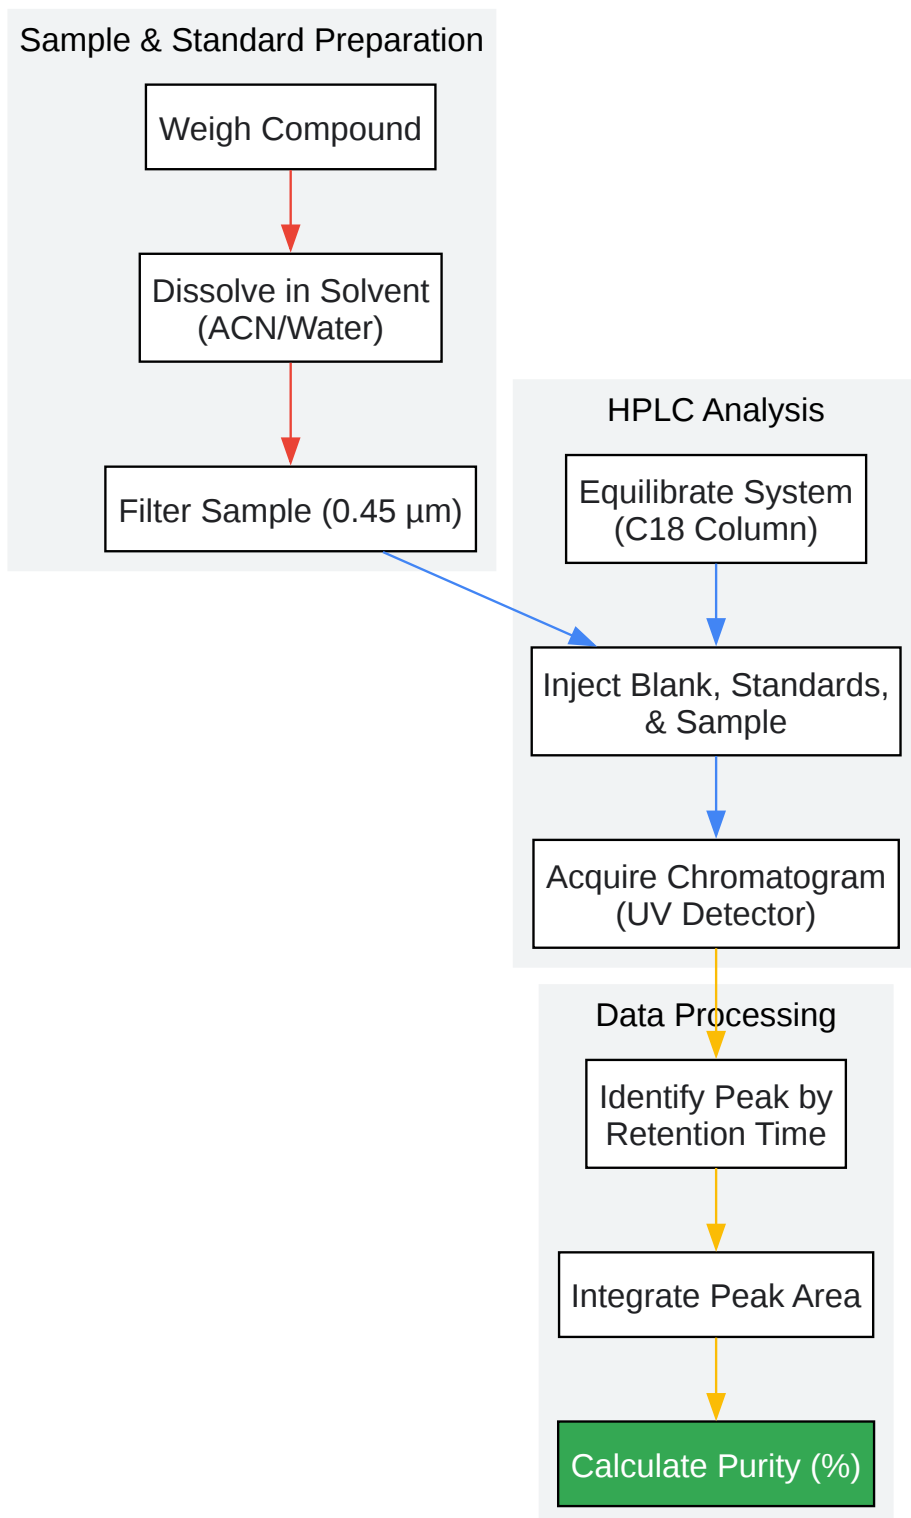 Sample & Standard Preparation
Weigh Compound
Dissolve in Solvent
(ACN/Water)
Filter Sample (0.45 µm)
HPLC Analysis
Equilibrate System
(C18 Column)
Inject Blank, Standards,
& Sample
Acquire Chromatogram
(UV Detector)
Data Processing
Identify Peak by
Retention Time
Integrate Peak Area
Calculate Purity (%)